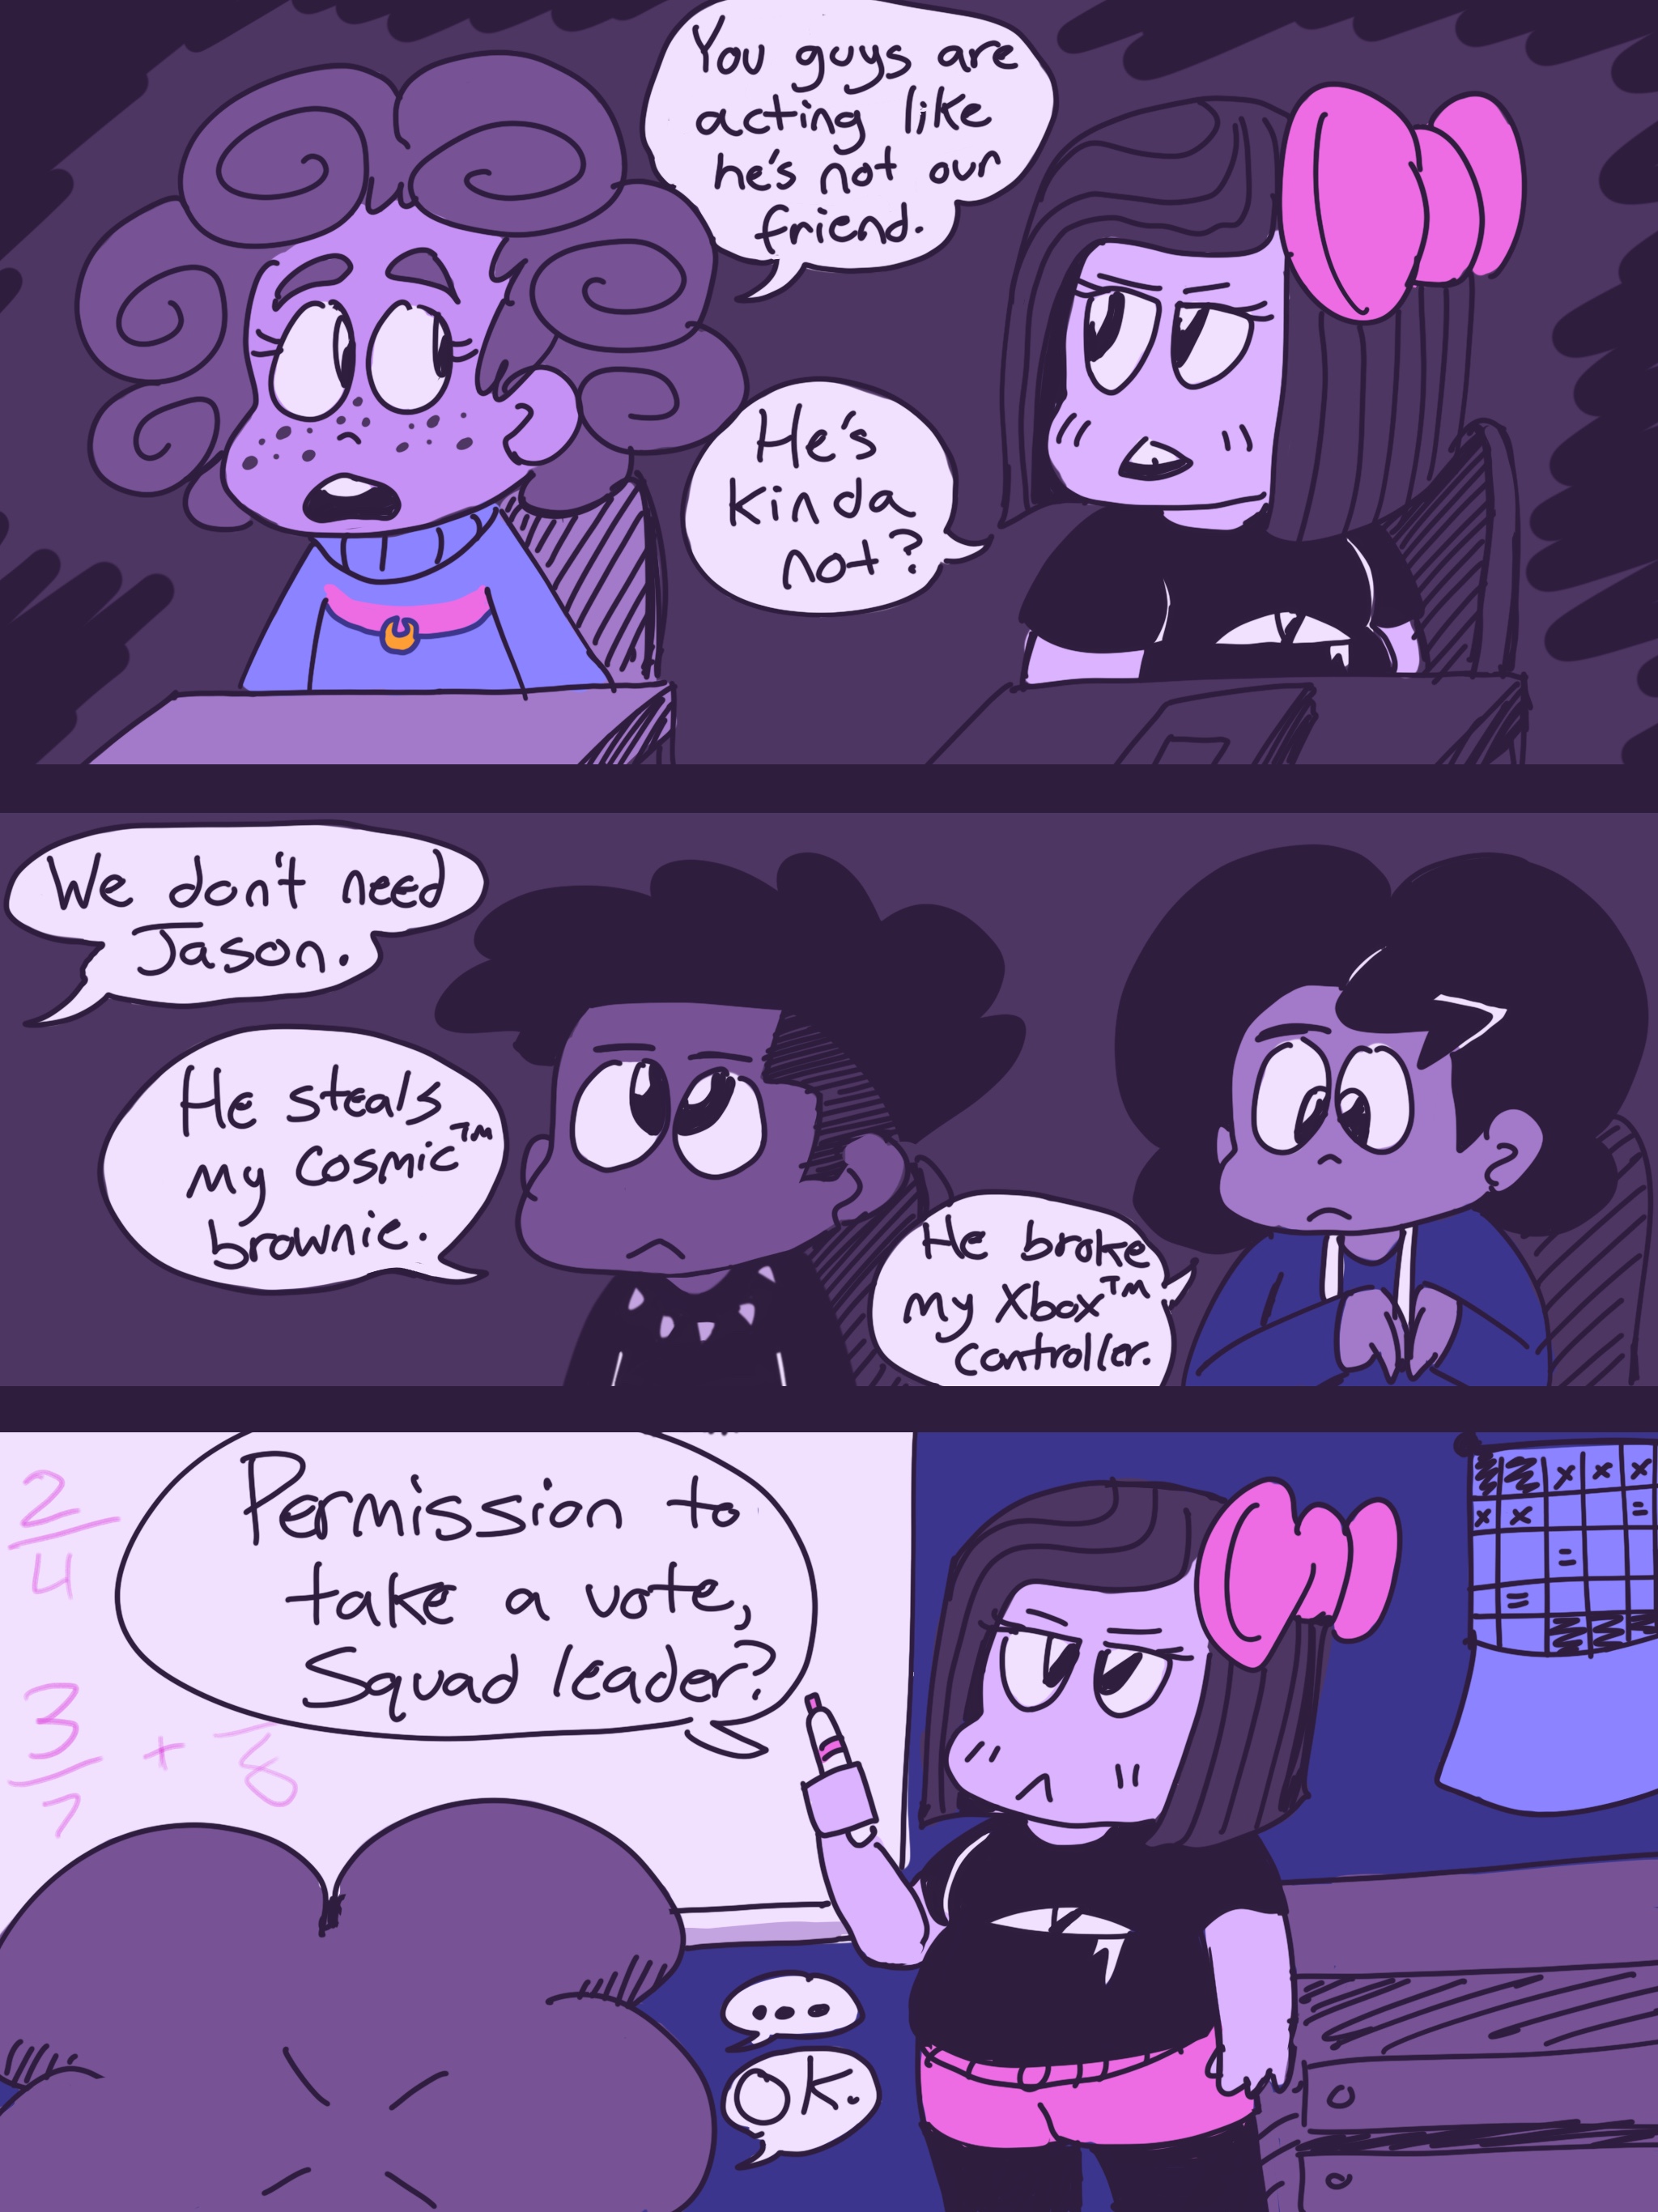 You guys are
acting like
he's not our
friend.
He's
kinda
not?
We don't need
Jason.
He steals
my cosmic™
brownie.
He broke
my Xbox™
controller.
Permission to
take a vote,
squad leader?
2
4
3
7
+
8
...
OK.